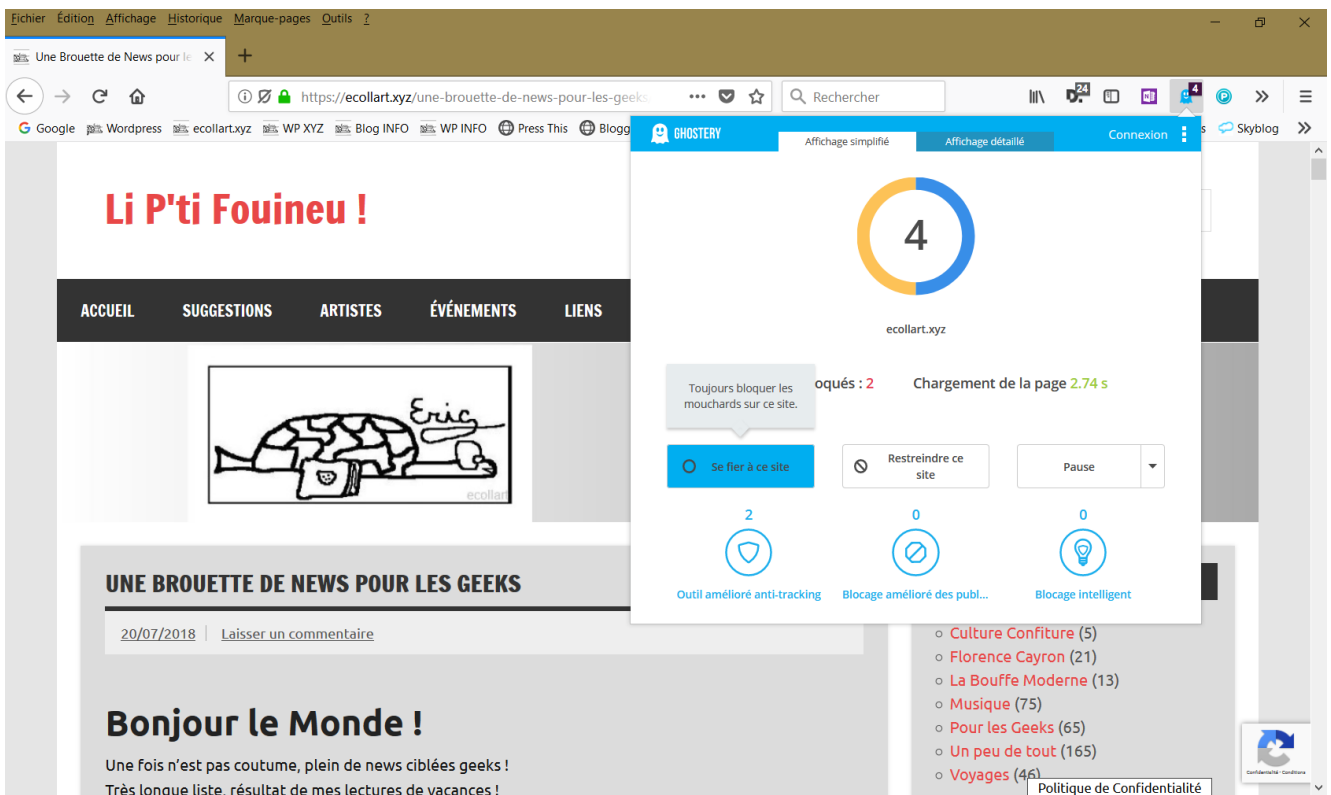 Fichier Édition Affichage Historique Marque-pages Outils ?
Une Brouette de News pour le
https://ecollart.xyz/une-brouette-de-news-pour-les-geeks
Rechercher
24
4
Google Wordpress ecollart.xyz WP XYZ Blog INFO WP INFO Press This Blogg
s Skyblog
GHOSTERY
Affichage simplifié
Affichage détaillé
Connexion
Li P'ti Fouineu !
4
ecollart.xyz
ACCUEIL SUGGESTIONS ARTISTES ÉVÉNEMENTS LIENS
Toujours bloquer les
mouchards sur ce site.
oqués : 2
Chargement de la page 2.74 s
Eric
ecollart
Se fier à ce site
Restreindre ce
site
Pause
2
0
0
Outil amélioré anti-tracking
Blocage amélioré des publ...
Blocage intelligent
UNE BROUETTE DE NEWS POUR LES GEEKS
20/07/2018 Laisser un commentaire
Culture Confiture (5)
Florence Cayron (21)
La Bouffe Moderne (13)
Musique (75)
Pour les Geeks (65)
Un peu de tout (165)
Voyages (46)
Bonjour le Monde !
Une fois n'est pas coutume, plein de news ciblées geeks !
Très longue liste, résultat de mes lectures de vacances !
Confidentialité - Conditions
Politique de Confidentialité